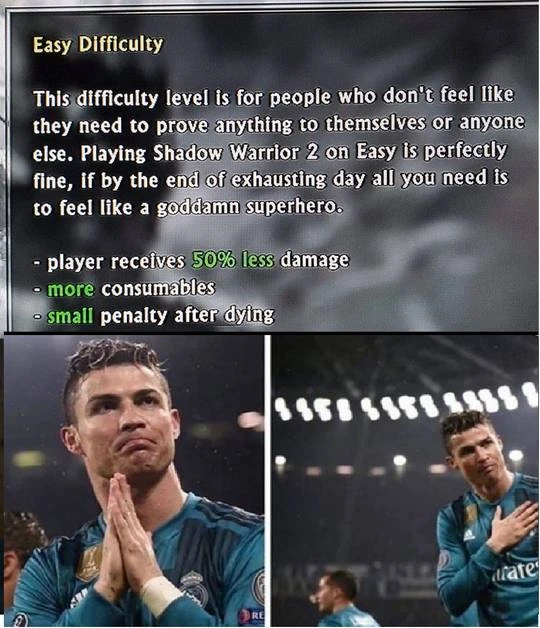 Easy Difficulty
This difficulty level is for people who don't feel like
they need to prove anything to themselves or anyone
else. Playing Shadow Warrior 2 on Easy is perfectly
fine, if by the end of exhausting day all you need is
to feel like a goddamn superhero.
- player receives 50% less damage
- more consumables
- small penalty after dying
RE
irates